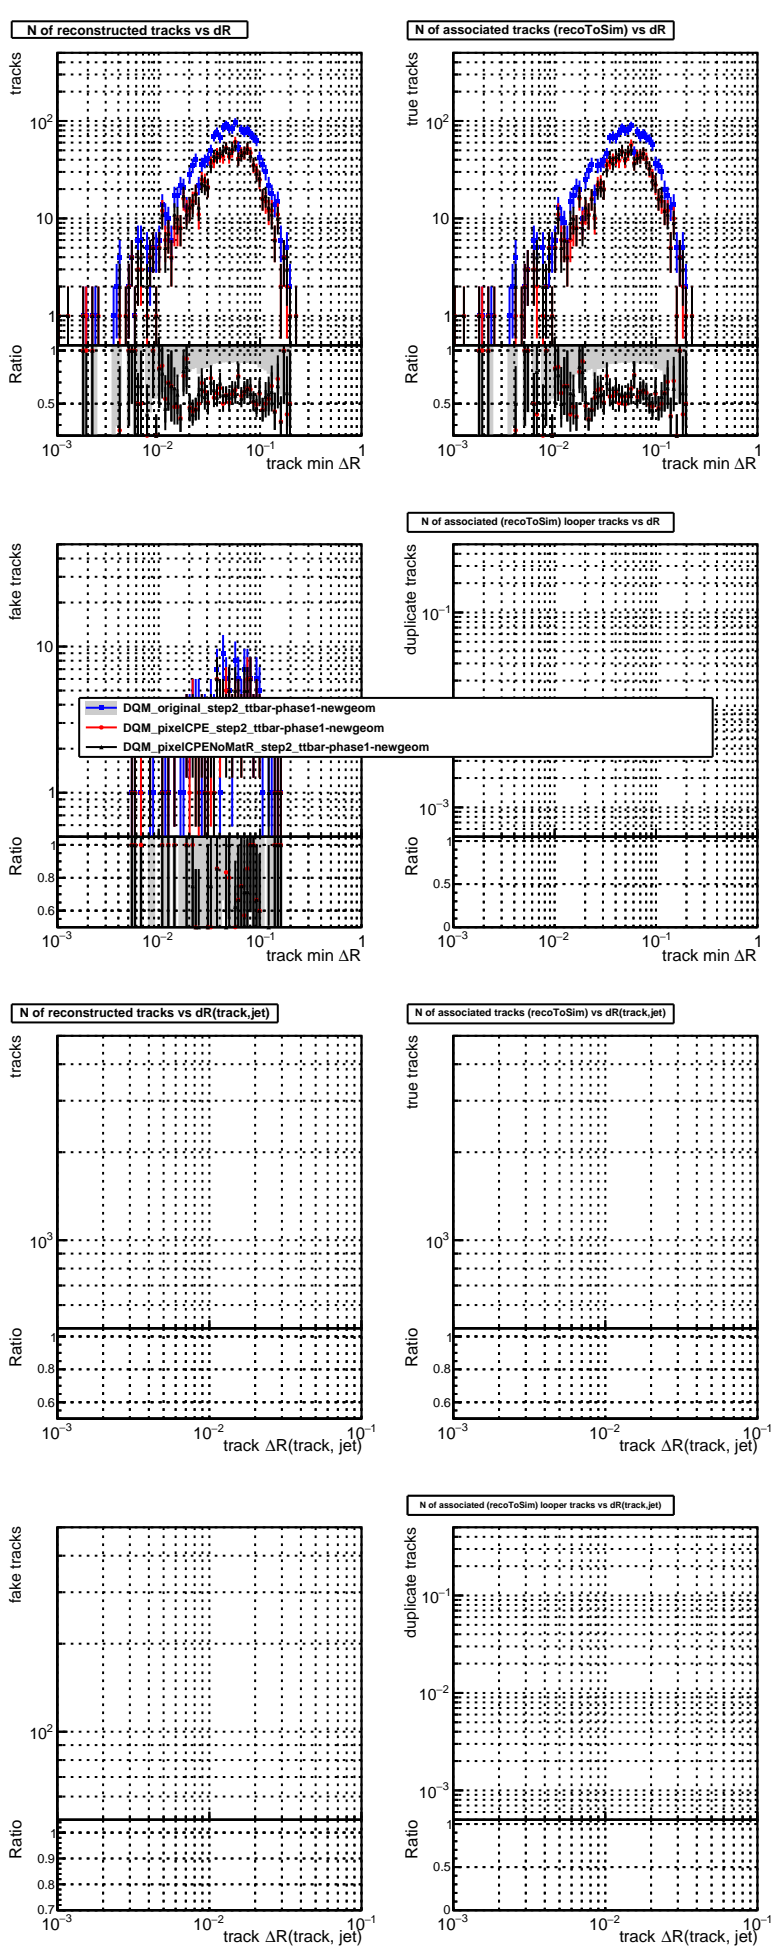 N of reconstructed tracks vs dR
tracks
10²
10
1
Ratio
1
0.5
10⁻³
10⁻²
10⁻¹
1
track min ΔR
N of associated tracks (recoToSim) vs dR
true tracks
10²
10
1
Ratio
1
0.5
10⁻³
10⁻²
10⁻¹
1
track min ΔR
fake tracks
10
1
Ratio
1
0.8
0.6
10⁻³
10⁻²
10⁻¹
1
track min ΔR
N of associated (recoToSim) looper tracks vs dR
duplicate tracks
10⁻¹
10⁻³
Ratio
1
0.5
0
10⁻³
10⁻²
10⁻¹
1
track min ΔR
DQM_original_step2_ttbar-phase1-newgeom
DQM_pixelCPE_step2_ttbar-phase1-newgeom
DQM_pixelCPENoMatR_step2_ttbar-phase1-newgeom
N of reconstructed tracks vs dR(track,jet)
tracks
10³
Ratio
1
0.8
0.6
10⁻³
10⁻²
10⁻¹
track ΔR(track, jet)
N of associated tracks (recoToSim) vs dR(track,jet)
true tracks
10³
Ratio
1
0.8
0.6
10⁻³
10⁻²
10⁻¹
track ΔR(track, jet)
fake tracks
10²
Ratio
1
0.9
0.8
0.7
10⁻³
10⁻²
10⁻¹
track ΔR(track, jet)
N of associated (recoToSim) looper tracks vs dR(track,jet)
duplicate tracks
10⁻¹
10⁻²
10⁻³
Ratio
1
0.5
0
10⁻³
10⁻²
10⁻¹
track ΔR(track, jet)